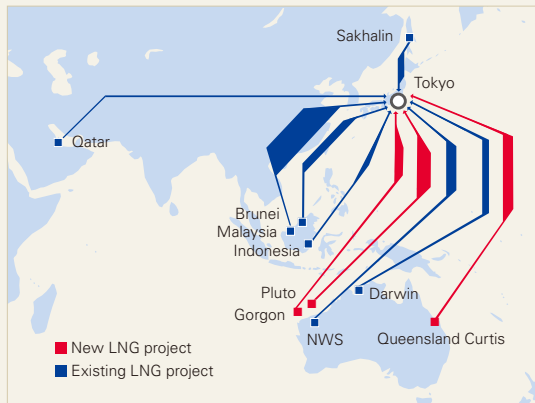 Sakhalin
Tokyo
Qatar
Brunei
Malaysia
Indonesia
Pluto
Darwin
Gorgon
NWS
Queensland Curtis
New LNG project
Existing LNG project